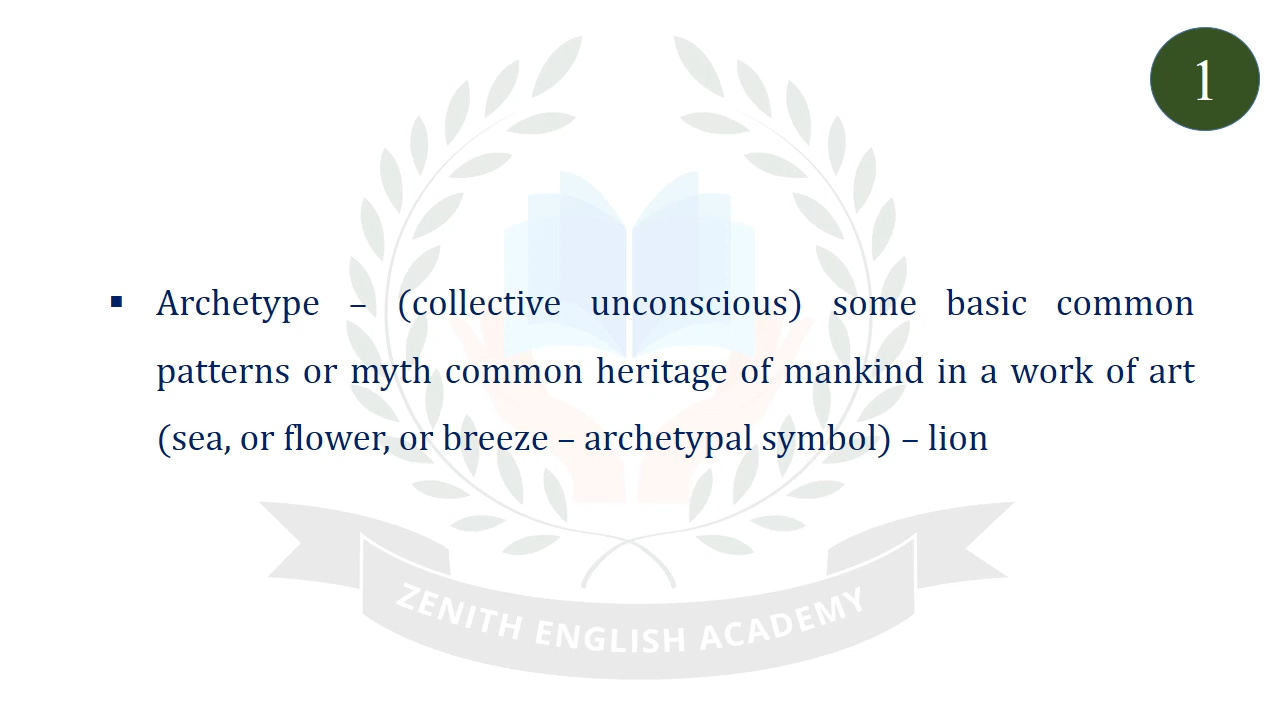 1
▪ Archetype – (collective unconscious) some basic common
patterns or myth common heritage of mankind in a work of art
(sea, or flower, or breeze – archetypal symbol) – lion
ZENITH ENGLISH ACADEMY